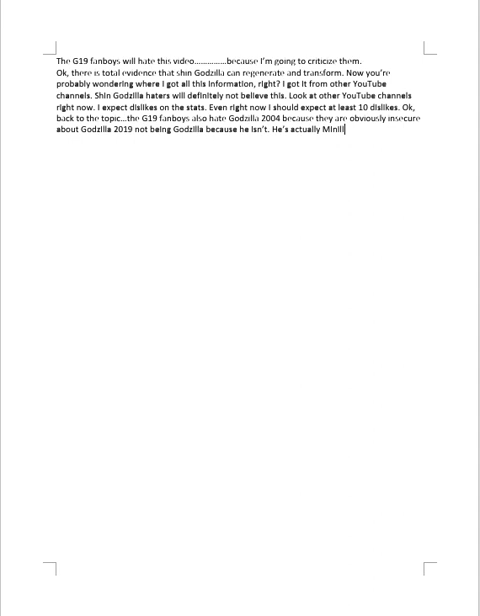 The G19 fanboys will hate this video……………because I’m going to criticize them.
Ok, there is total evidence that shin Godzilla can regenerate and transform. Now you’re
probably wondering where I got all this information, right? I got it from other YouTube
channels. Shin Godzilla haters will definitely not believe this. Look at other YouTube channels
right now. I expect dislikes on the stats. Even right now I should expect at least 10 dislikes. Ok,
back to the topic…the G19 fanboys also hate Godzilla 2004 because they are obviously insecure
about Godzilla 2019 not being Godzilla because he isn’t. He’s actually Minili